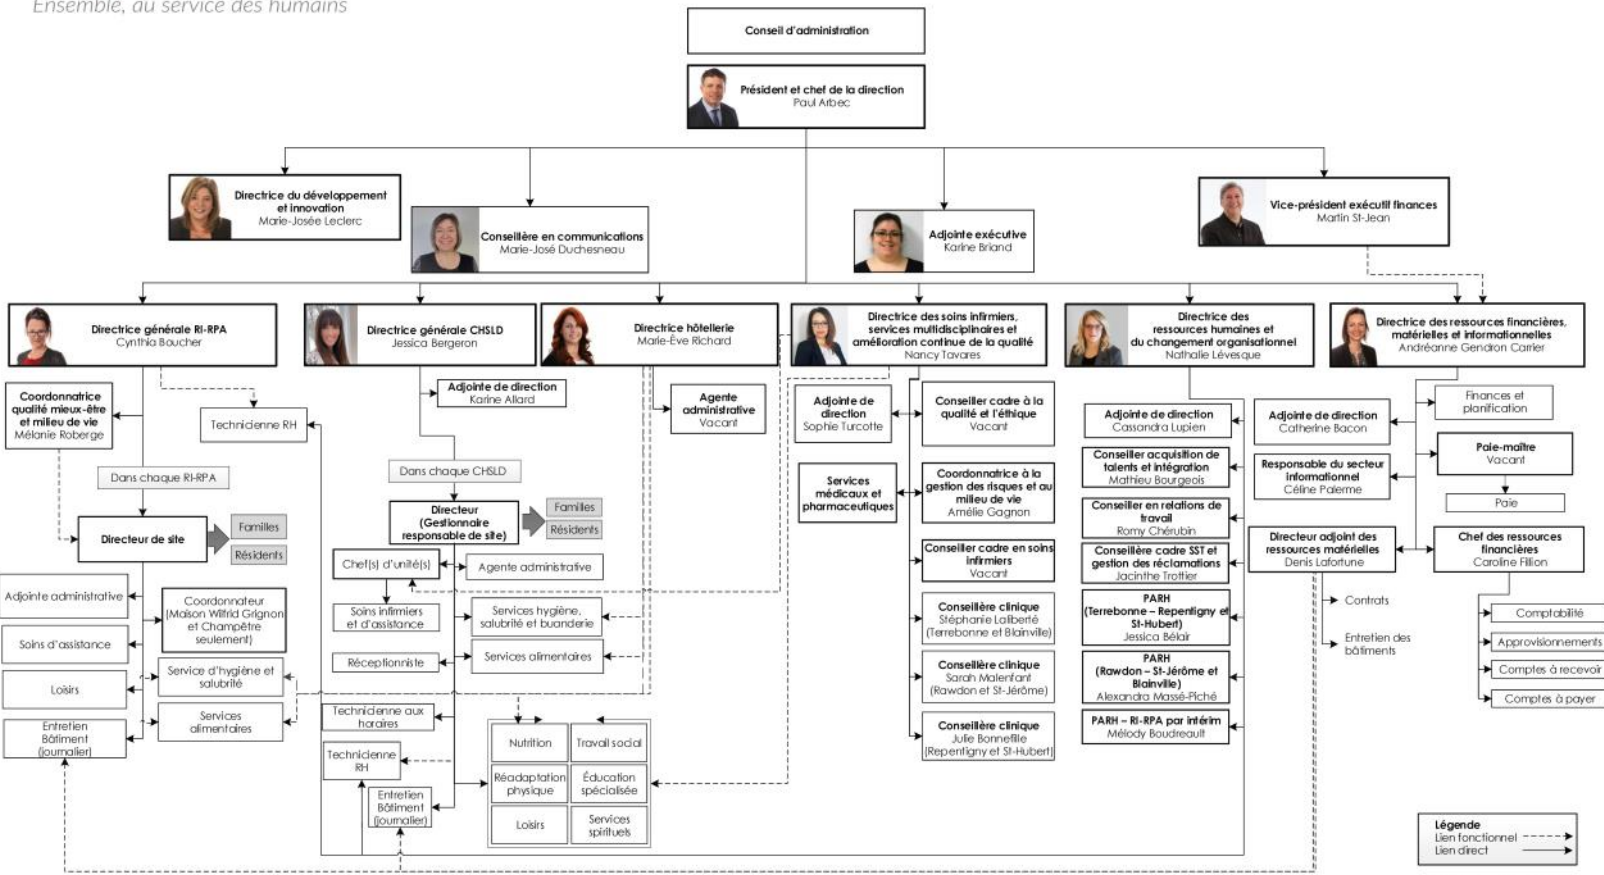 Ensemble, au service des humains
Conseil d'administration
Président et chef de la direction
Paul Arbec
Directrice du développement
et innovation
Marie-Josée Leclerc
Conseillère en communications
Marie-José Duchesneau
Adjointe exécutive
Karine Briand
Vice-président exécutif finances
Martin St-Jean
Directrice générale RI-RPA
Cynthia Boucher
Directrice générale CHSLD
Jessica Bergeron
Directrice hôtellerie
Marie-Ève Richard
Directrice des soins infirmiers,
services multidisciplinaires et
amélioration continue de la qualité
Nancy Tavares
Directrice des
ressources humaines et
du changement organisationnel
Nathalie Lévesque
Directrice des ressources financières,
matérielles et informationnelles
Andréanne Gendron Carrier
Coordonnatrice
qualité mieux-être
et milieu de vie
Mélanie Roberge
Technicienne RH
Dans chaque RI-RPA
Directeur de site
Familles
Résidents
Adjointe administrative
Coordonnateur
(Maison Wilfrid Grignon
et Champêtre
seulement)
Soins d'assistance
Service d'hygiène et
salubrité
Loisirs
Services
alimentaires
Entretien
Bâtiment
(journalier)
Adjointe de direction
Karine Allard
Dans chaque CHSLD
Directeur
(Gestionnaire
responsable de site)
Familles
Résidents
Chef(s) d'unité(s)
Agente administrative
Soins infirmiers
et d'assistance
Services hygiène,
salubrité et buanderie
Réceptionniste
Services alimentaires
Technicienne aux
horaires
Technicienne
RH
Entretien
Bâtiment
(journalier)
Nutrition
Travail social
Réadaptation
physique
Éducation
spécialisée
Loisirs
Services
spirituels
Agente
administrative
Vacant
Adjointe de
direction
Sophie Turcotte
Conseiller cadre à la
qualité et l'éthique
Vacant
Services
médicaux et
pharmaceutiques
Coordonnatrice à la
gestion des risques et au
milieu de vie
Amélie Gagnon
Conseiller cadre en soins
infirmiers
Vacant
Conseillère clinique
Stéphanie Laliberté
(Terrebonne et Blainville)
Conseillère clinique
Sarah Malenfant
(Rawdon et St-Jérôme)
Conseillère clinique
Julie Bonnefille
(Repentigny et St-Hubert)
Adjointe de direction
Cassandra Lupien
Conseiller acquisition de
talents et intégration
Mathieu Bourgeois
Conseiller en relations de
travail
Romy Chérubin
Conseillère cadre SST et
gestion des réclamations
Jacinthe Trottier
PARH
(Terrebonne – Repentigny et
St-Hubert)
Jessica Bélair
PARH
(Rawdon – St-Jérôme et
Blainville)
Alexandra Massé-Piché
PARH – RI-RPA par intérim
Mélody Boudreault
Adjointe de direction
Catherine Bacon
Finances et
planification
Responsable du secteur
informationnel
Céline Palerme
Paie-maître
Vacant
Paie
Directeur adjoint des
ressources matérielles
Denis Lafortune
Chef des ressources
financières
Caroline Fillion
Contrats
Entretien des
bâtiments
Comptabilité
Approvisionnements
Comptes à recevoir
Comptes à payer
Légende
Lien fonctionnel
Lien direct